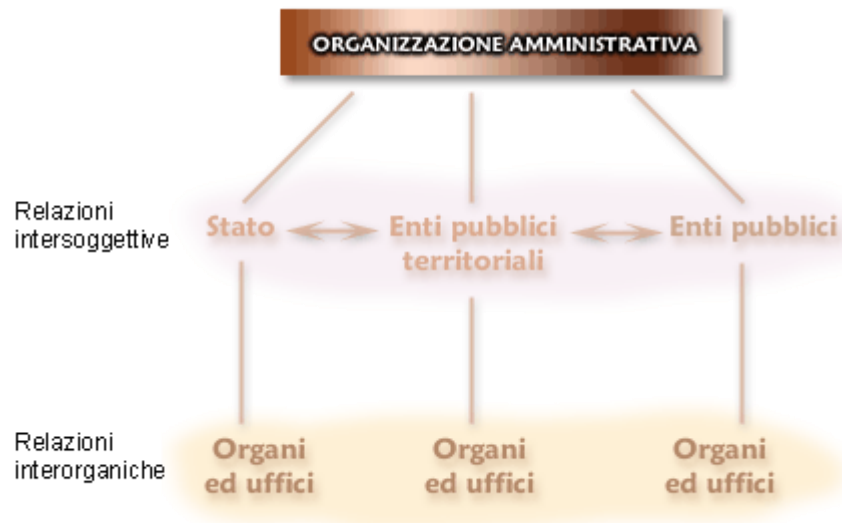 ORGANIZZAZIONE AMMINISTRATIVA
Relazioni
intersoggettive
Stato
Enti pubblici
territoriali
Enti pubblici
Relazioni
interorganiche
Organi
ed uffici
Organi
ed uffici
Organi
ed uffici